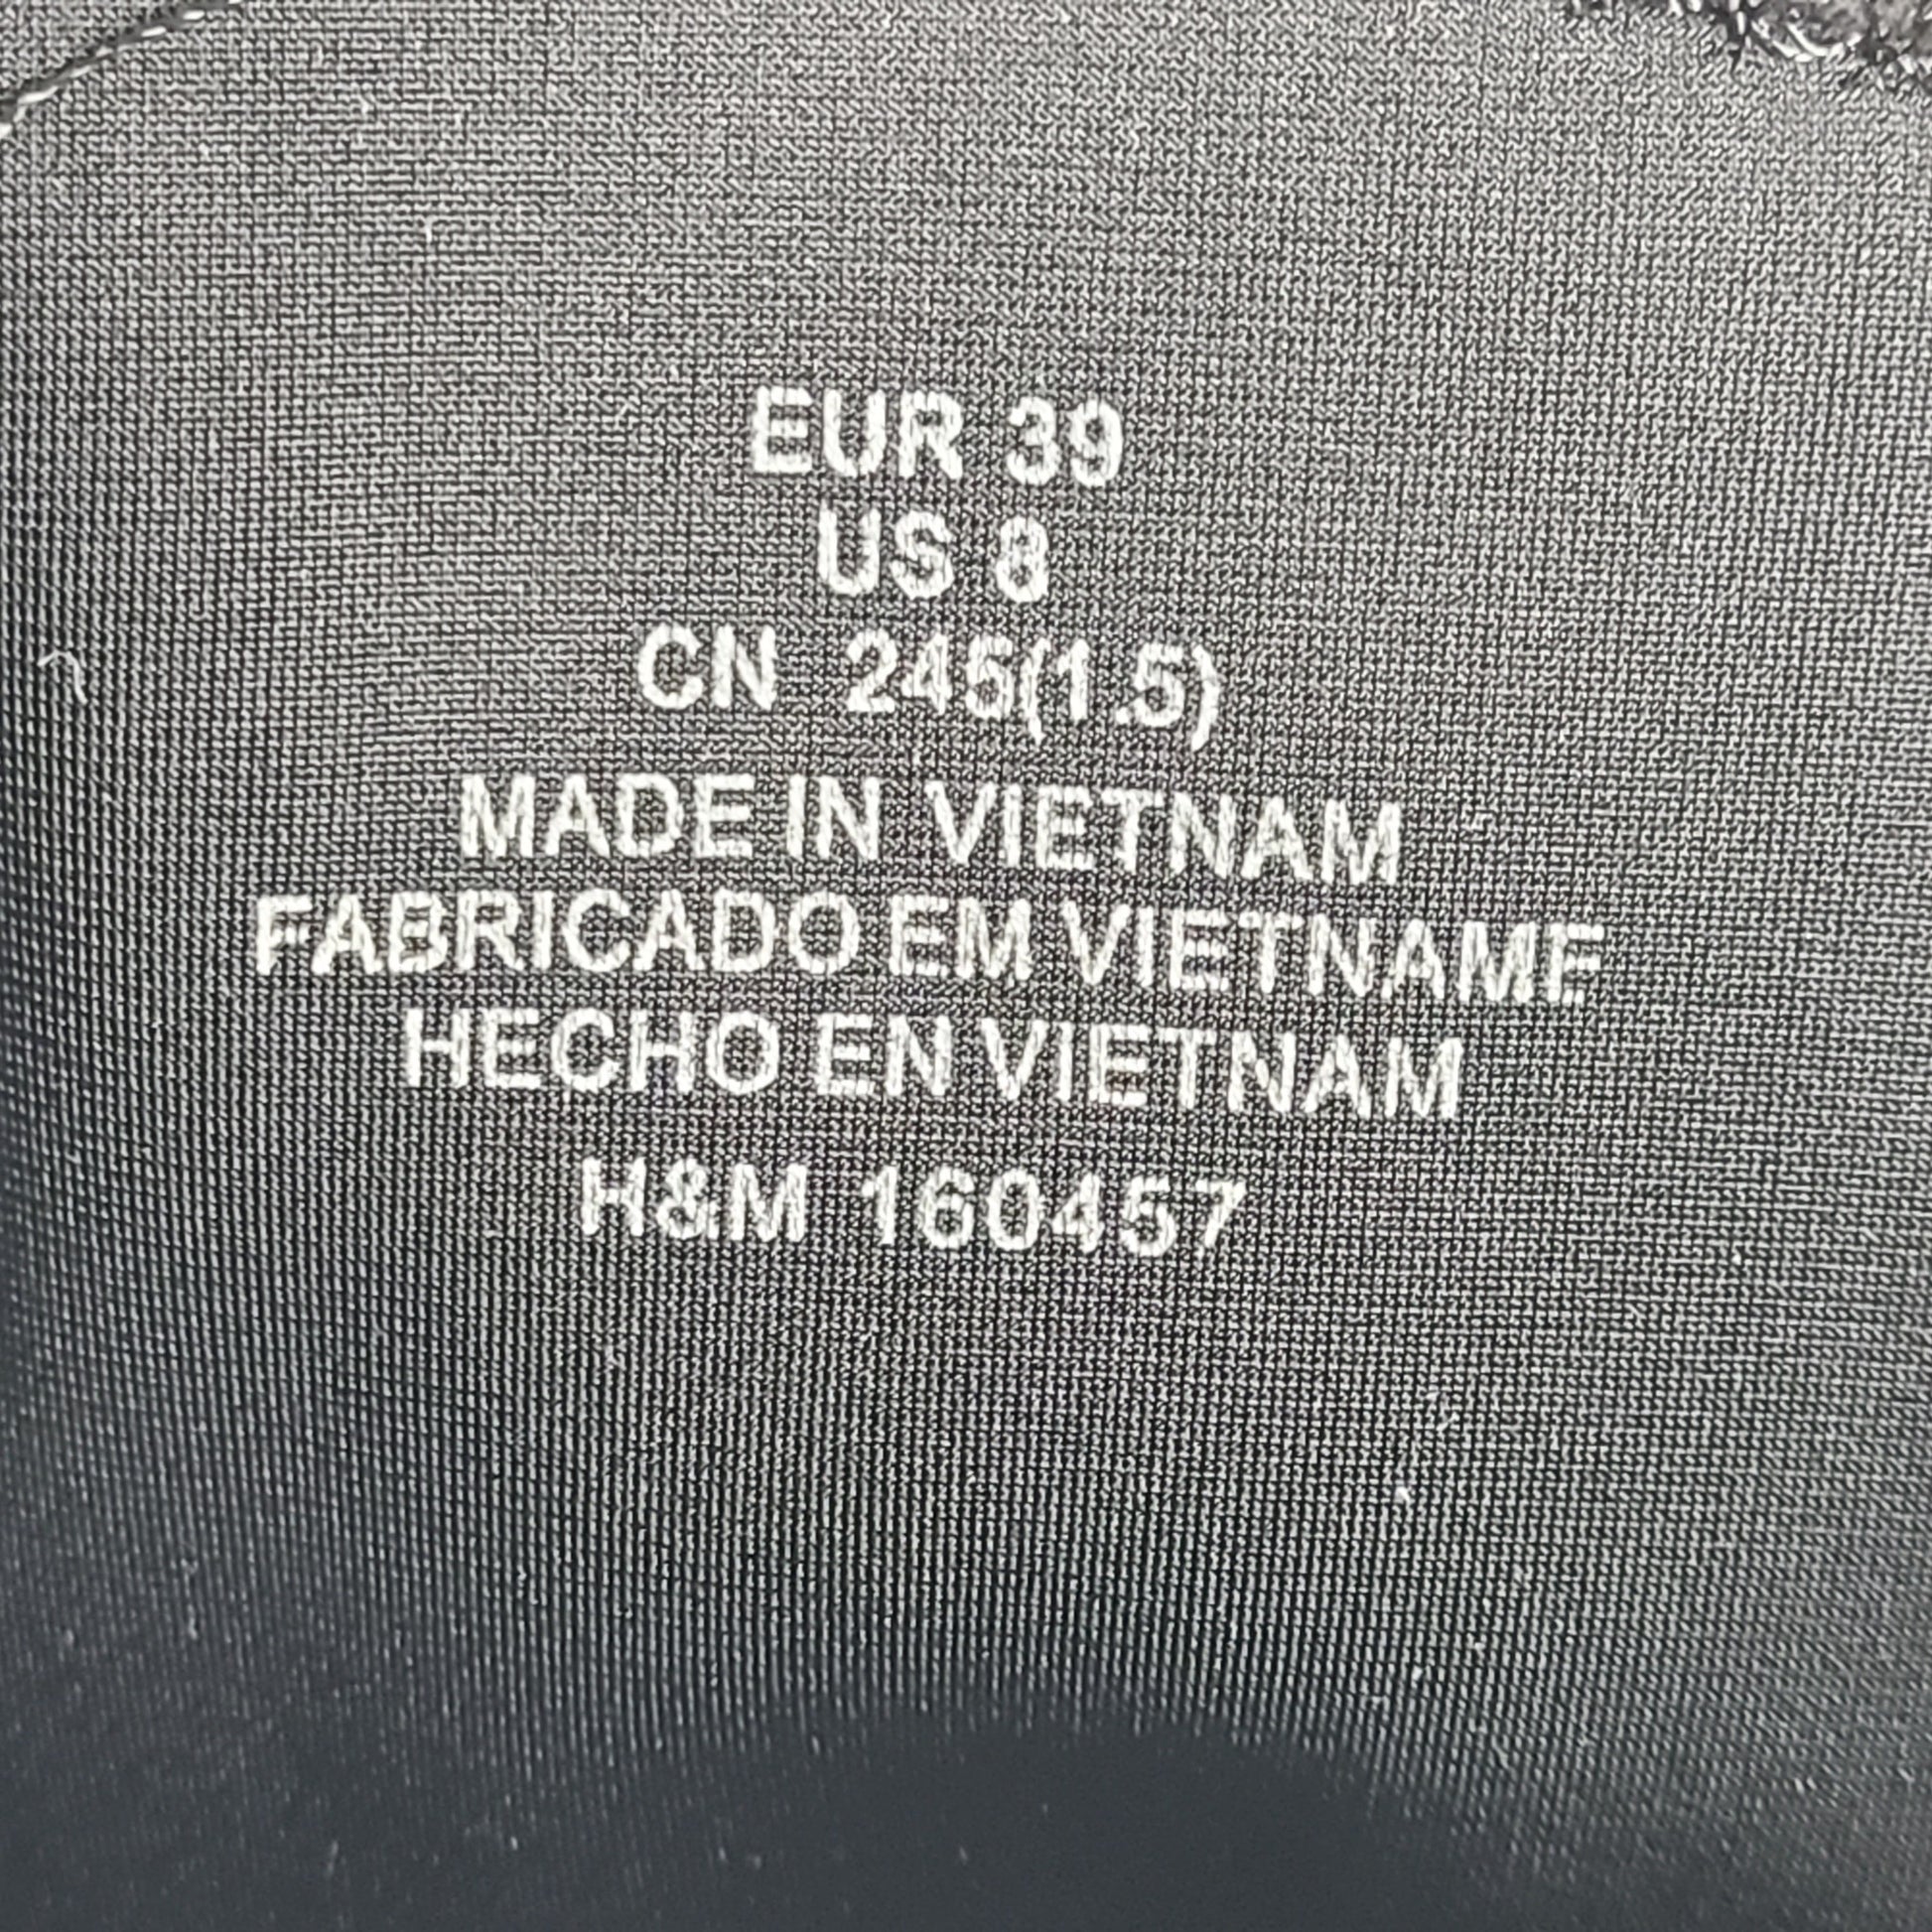 EUR 39
US 8
CN 245(1.5)
MADE IN VIETNAM
FABRICADO EM VIETNAME
HECHO EN VIETNAM
H&M 160457